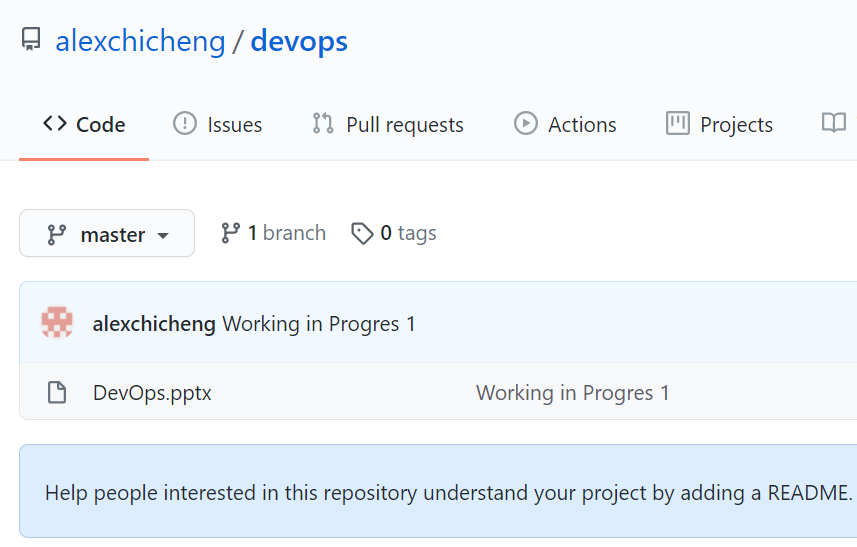 alexchicheng / devops
Code Issues Pull requests Actions Projects
master 1 branch 0 tags
alexchicheng Working in Progres 1
DevOps.pptx Working in Progres 1
Help people interested in this repository understand your project by adding a README.